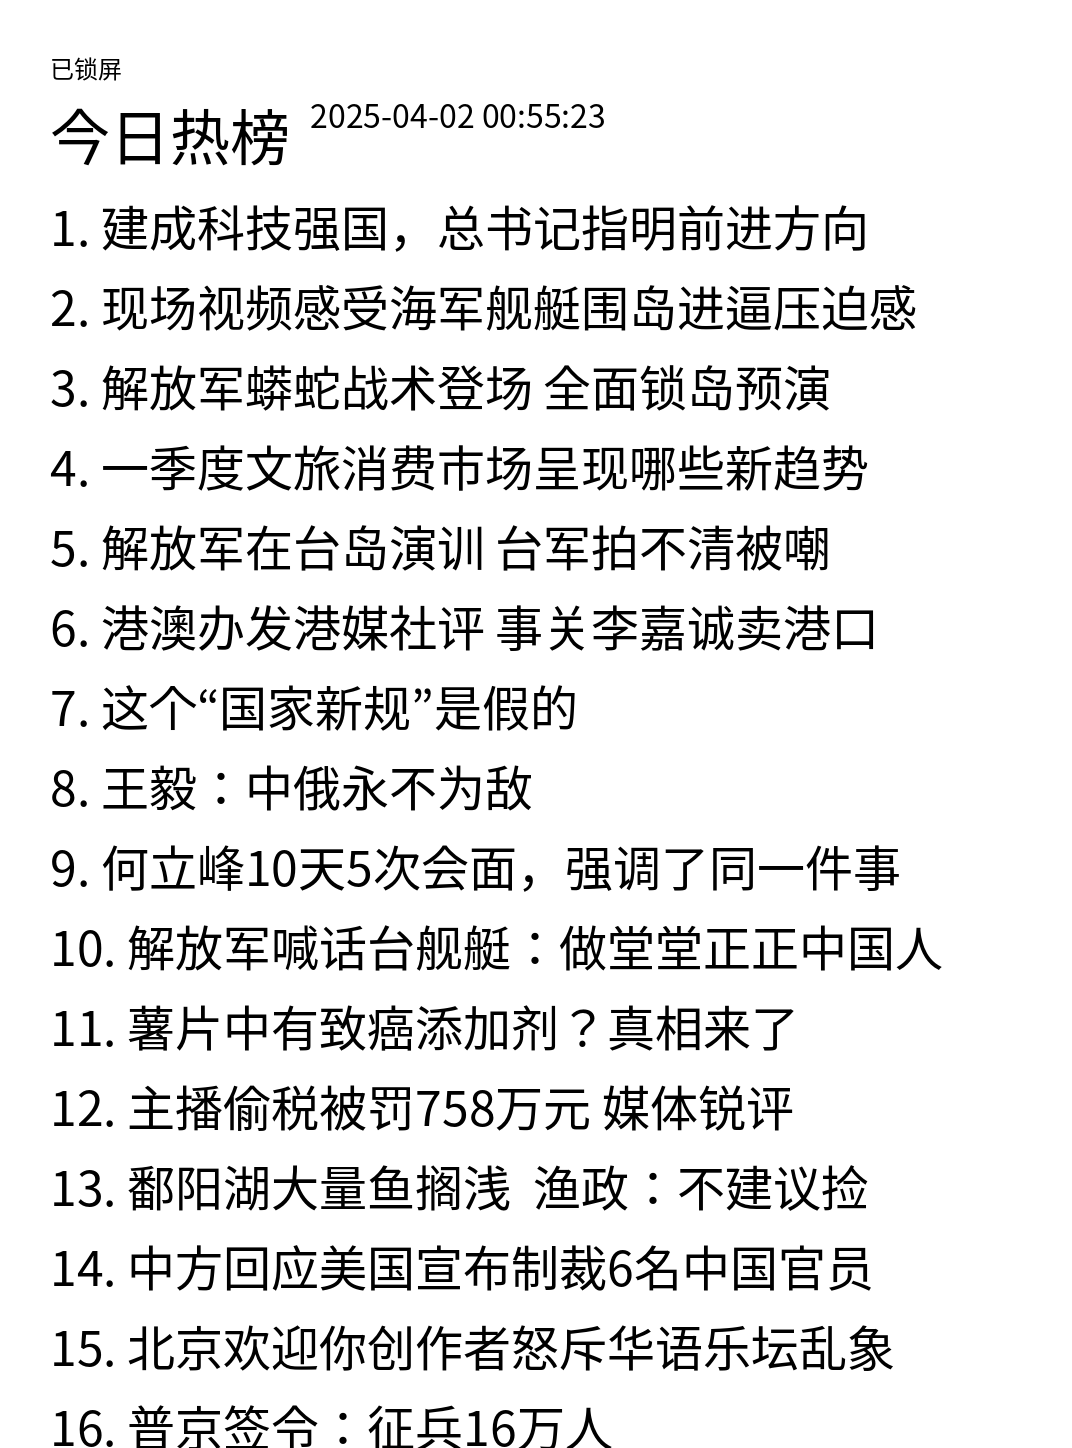 已锁屏
今日热榜 2025-04-02 00:55:23
1. 建成科技强国，总书记指明前进方向
2. 现场视频感受海军舰艇围岛进逼压迫感
3. 解放军蟒蛇战术登场 全面锁岛预演
4. 一季度文旅消费市场呈现哪些新趋势
5. 解放军在台岛演训 台军拍不清被嘲
6. 港澳办发港媒社评 事关李嘉诚卖港口
7. 这个“国家新规”是假的
8. 王毅：中俄永不为敌
9. 何立峰10天5次会面，强调了同一件事
10. 解放军喊话台舰艇：做堂堂正正中国人
11. 薯片中有致癌添加剂？真相来了
12. 主播偷税被罚758万元 媒体锐评
13. 鄱阳湖大量鱼搁浅 渔政：不建议捡
14. 中方回应美国宣布制裁6名中国官员
15. 北京欢迎你创作者怒斥华语乐坛乱象
16. 普京签令：征兵16万人